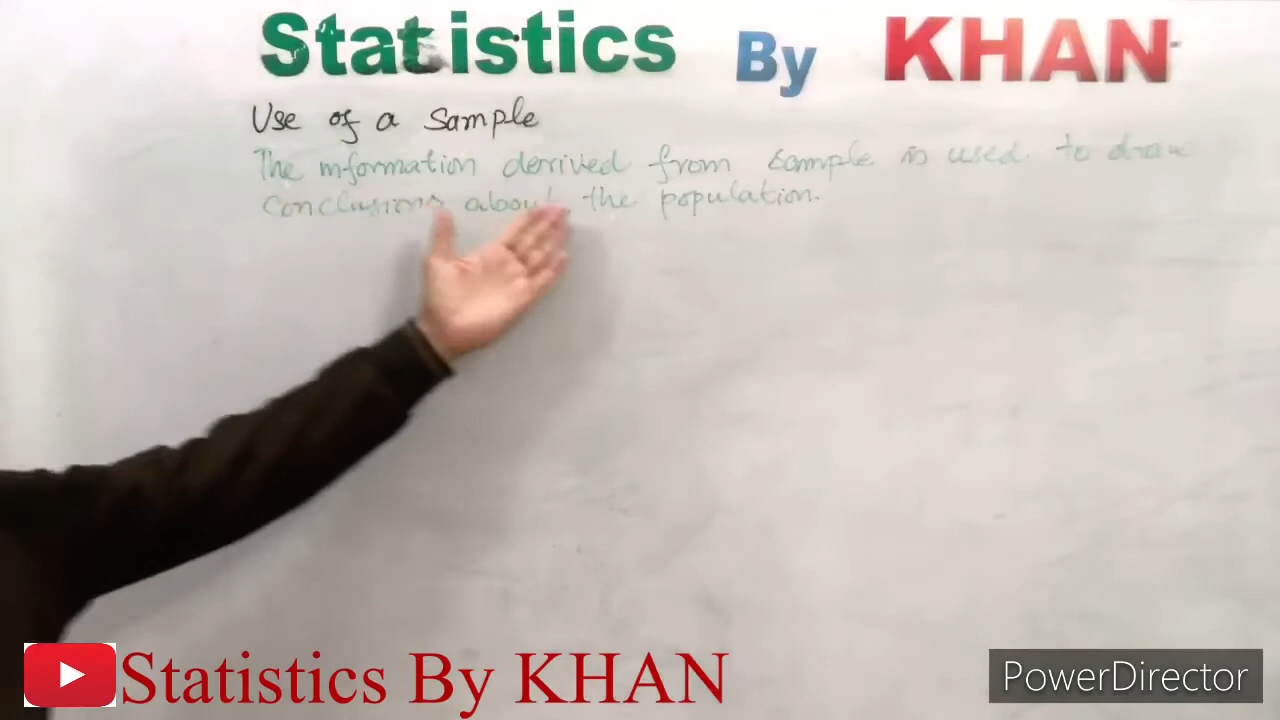 Statistics By KHAN
Use of a Sample
The information derived from sample is used to draw
Conclusions about the population.
Statistics By KHAN
PowerDirector